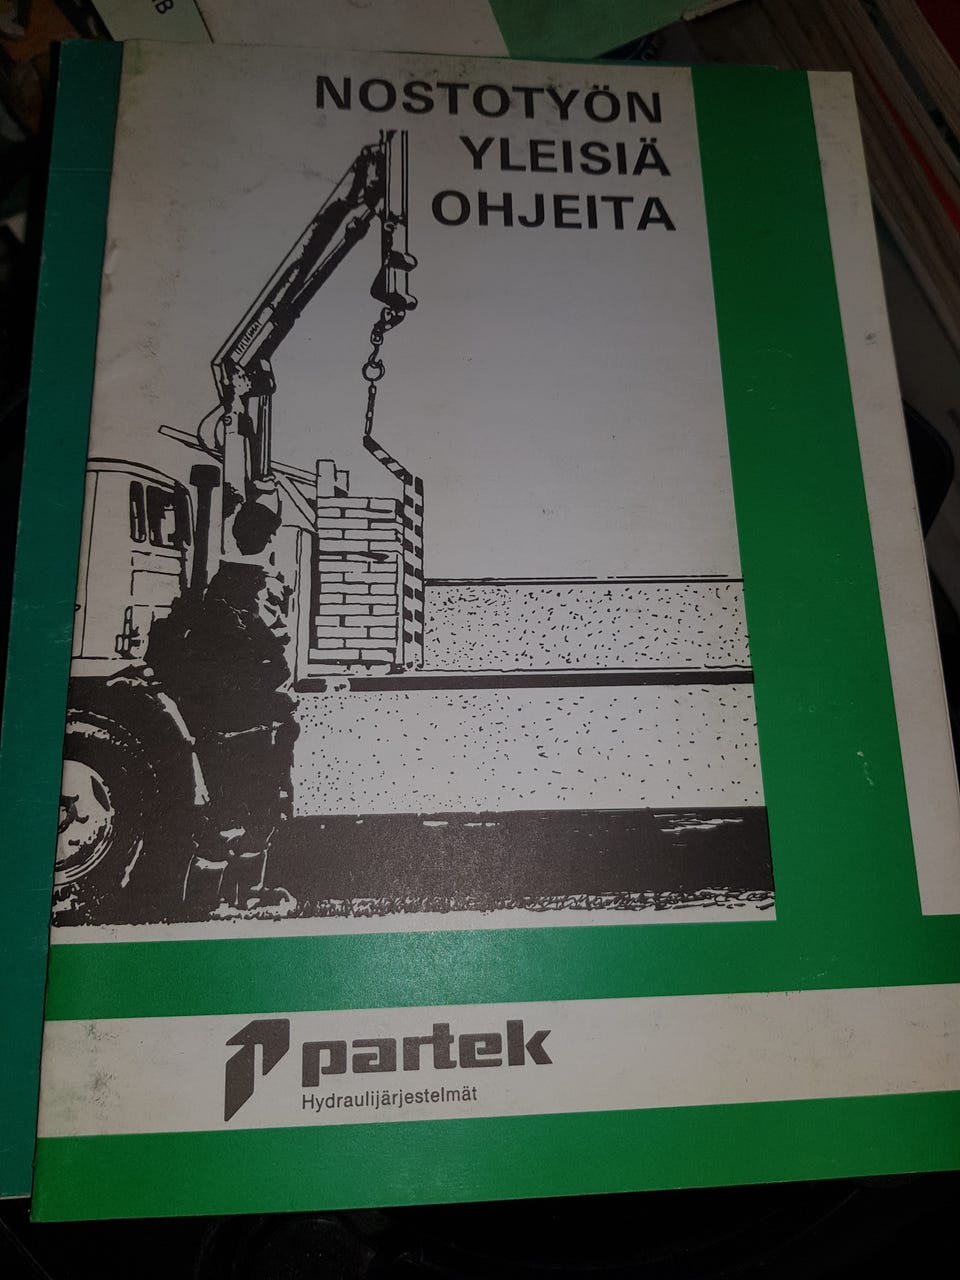 NOSTOTYÖN
YLEISIÄ
OHJEITA
partek
Hydraulijärjestelmät